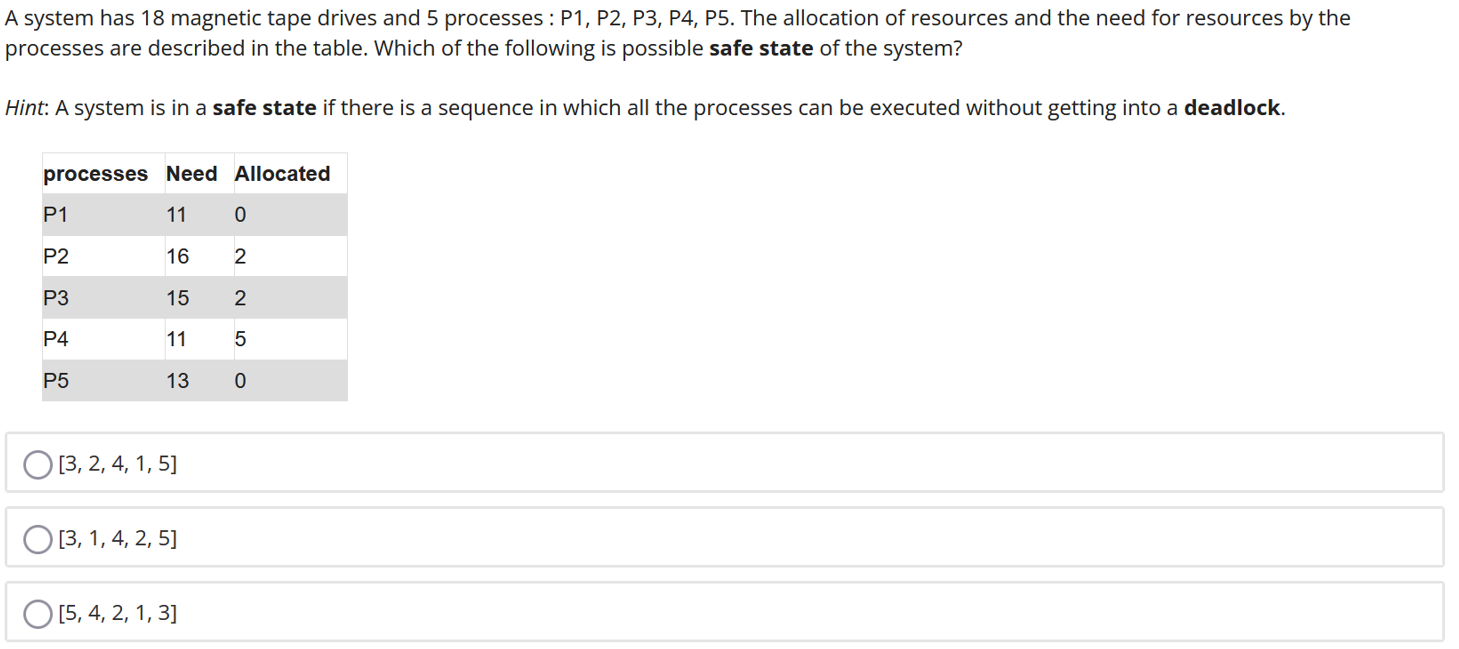 A system has 18 magnetic tape drives and 5 processes : P1, P2, P3, P4, P5. The allocation of resources and the need for resources by the
processes are described in the table. Which of the following is possible safe state of the system?
Hint: A system is in a safe state if there is a sequence in which all the processes can be executed without getting into a deadlock.
processes Need Allocated
P1 11 0
P2 16 2
P3 15 2
P4 11 5
P5 13 0
[3, 2, 4, 1, 5]
[3, 1, 4, 2, 5]
[5, 4, 2, 1, 3]